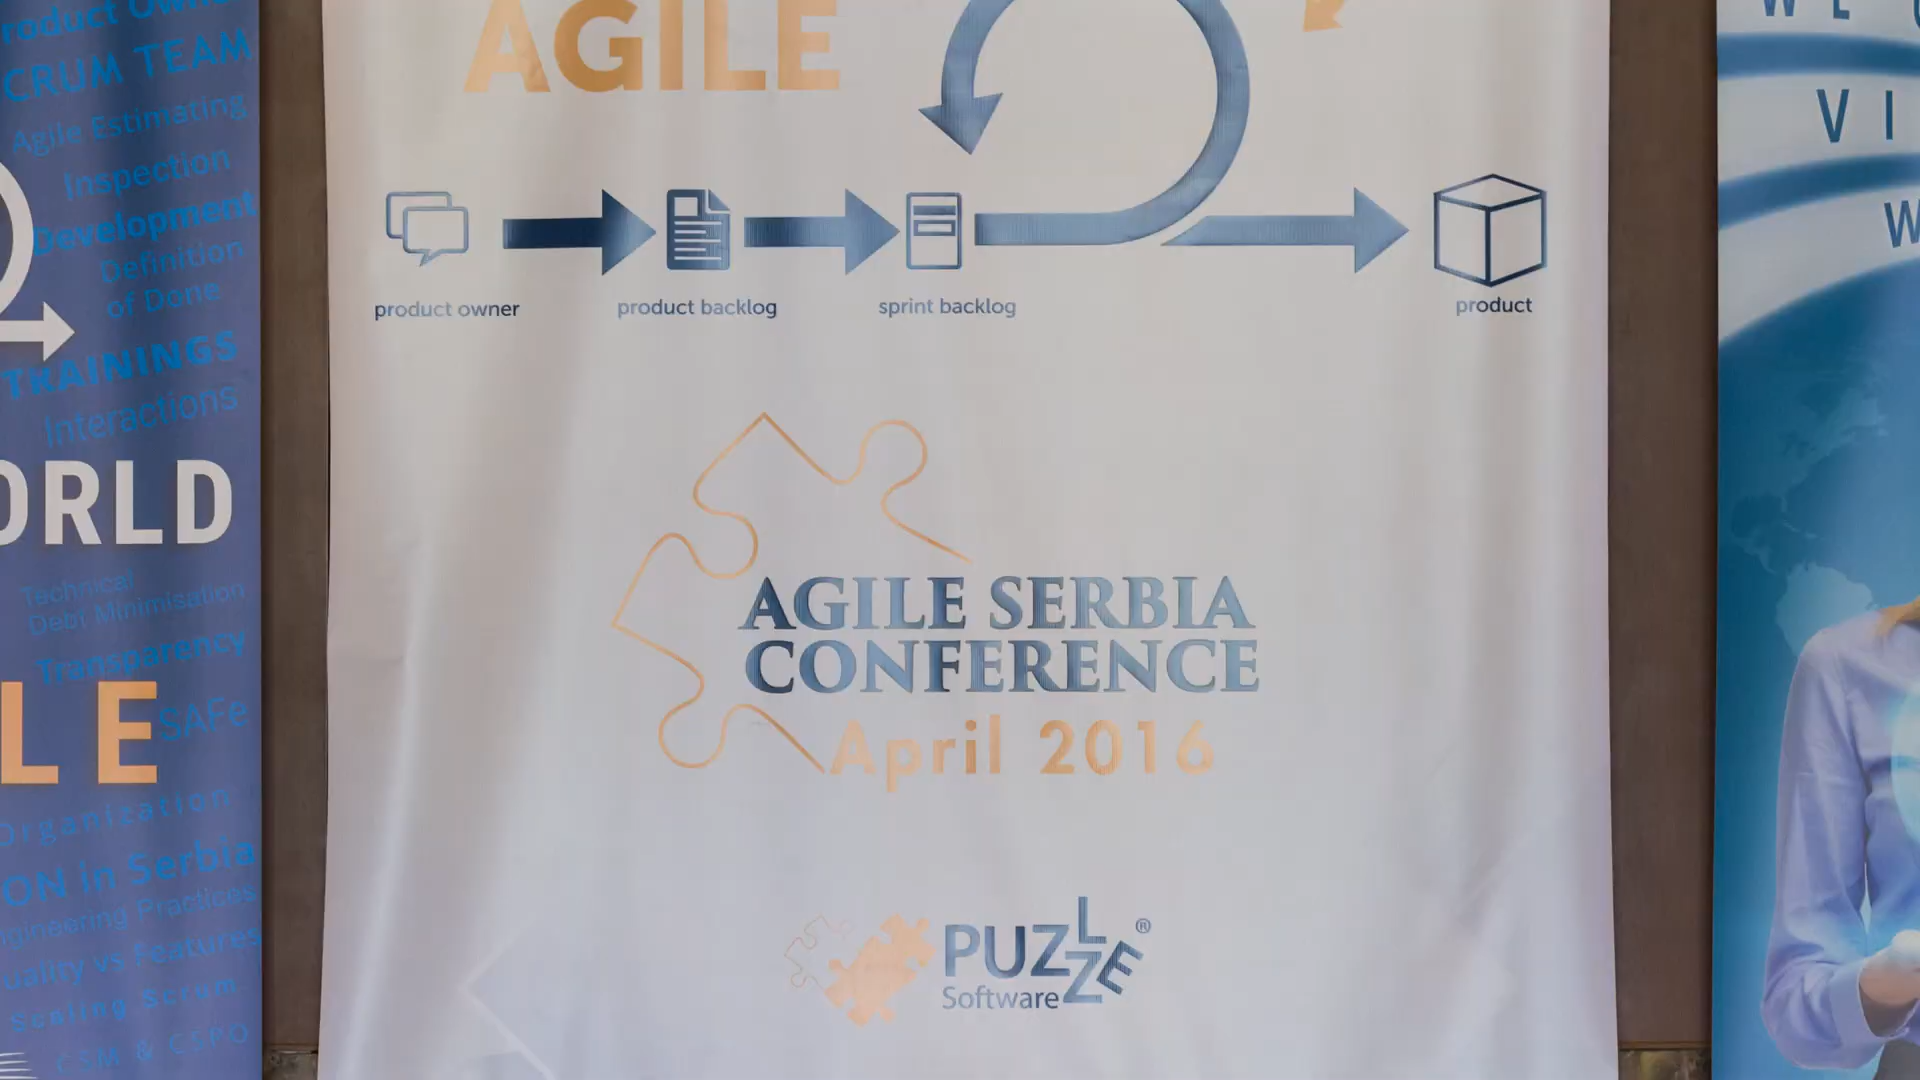 CRUM TEAM
Agile Estimating
Inspection
Development
Definition
of Done
TRAININGS
Interactions
ORLD
Technical
Debt Minimisation
Transparency
LE
SAFe
Organization
ON in Serbia
ngineering Practices
uality vs Features
Scaling Scrum
CSM & CSPO
AGILE
product owner
product backlog
sprint backlog
product
AGILE SERBIA
CONFERENCE
April 2016
PUZZLE®
Software
VI
W